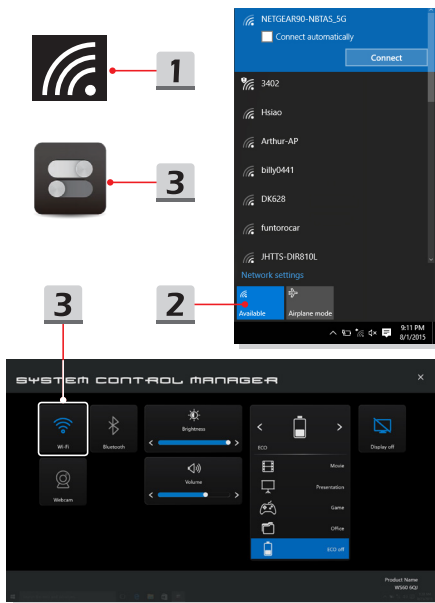 1
3
3
2
NETGEAR90-NBTAS_5G
Connect automatically
Connect
3402
Hsiao
Arthur-AP
billy0441
DK628
funtorocar
JHTTS-DIR810L
Network settings
Available
Airplane mode
9:11 PM
8/1/2015
SYSTEM CONTROL MANAGER
Wi-Fi
Bluetooth
Brightness
Volume
Webcam
ECO
Movie
Presentation
Game
Office
ECO off
Display off
Product Name
WS60 6QJ